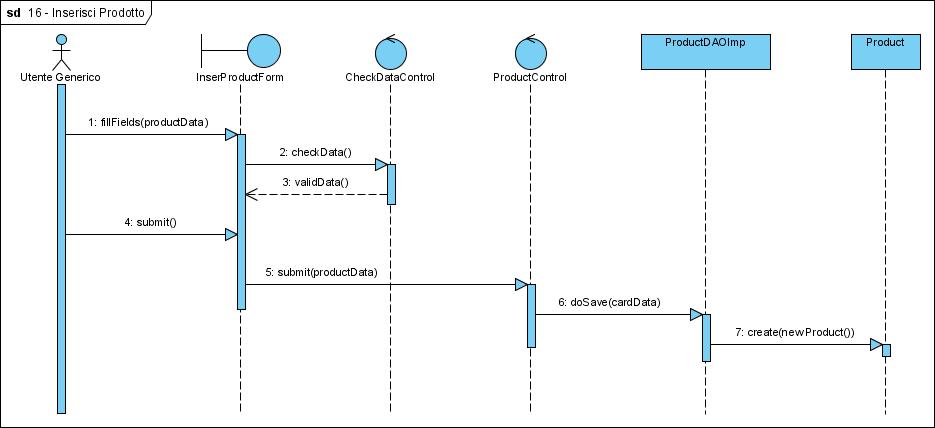 sd 16 - Inserisci Prodotto
Utente Generico
InserProductForm
CheckDataControl
ProductControl
ProductDAOImp
Product
1: fillFields(productData)
2: checkData()
3: validData()
4: submit()
5: submit(productData)
6: doSave(cardData)
7: create(newProduct())